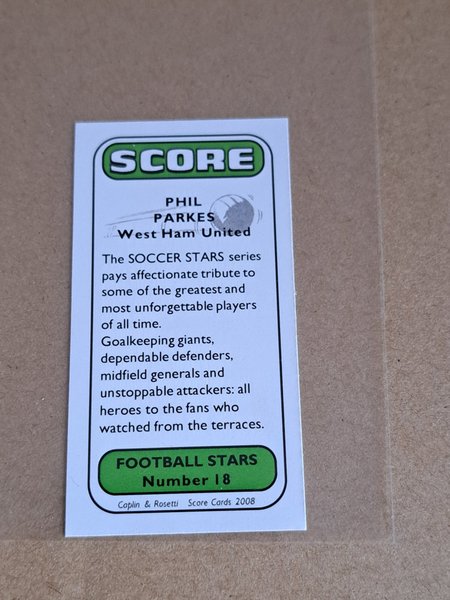 SCORE
PHIL
PARKES
West Ham United
The SOCCER STARS series
pays affectionate tribute to
some of the greatest and
most unforgettable players
of all time.
Goalkeeping giants,
dependable defenders,
midfield generals and
unstoppable attackers: all
heroes to the fans who
watched from the terraces.
FOOTBALL STARS
Number 18
Caplin & Rosetti Score Cards 2008